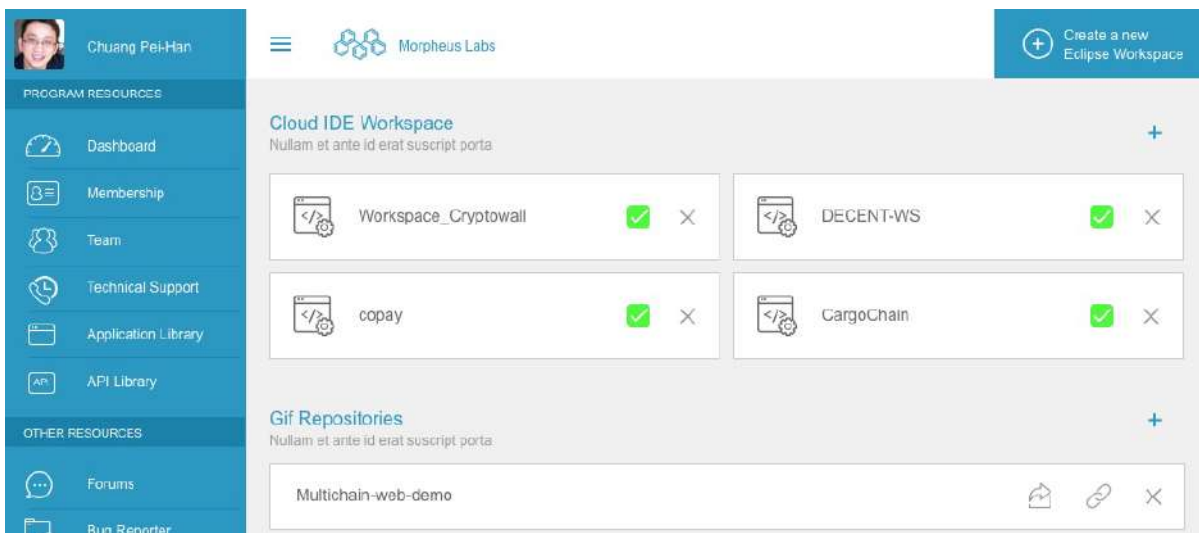 Chuang Pei-Han
Morpheus Labs
Create a new
Eclipse Workspace
PROGRAM RESOURCES
Dashboard
Membership
Team
Technical Support
Application Library
API
API Library
OTHER RESOURCES
Forums
Bug Reporter
Cloud IDE Workspace
Nullam et ante id erat suscript porta
Workspace_Cryptowall
DECENT-WS
copay
CargoChain
Gif Repositories
Nullam et ante id erat suscript porta
Multichain-web-demo